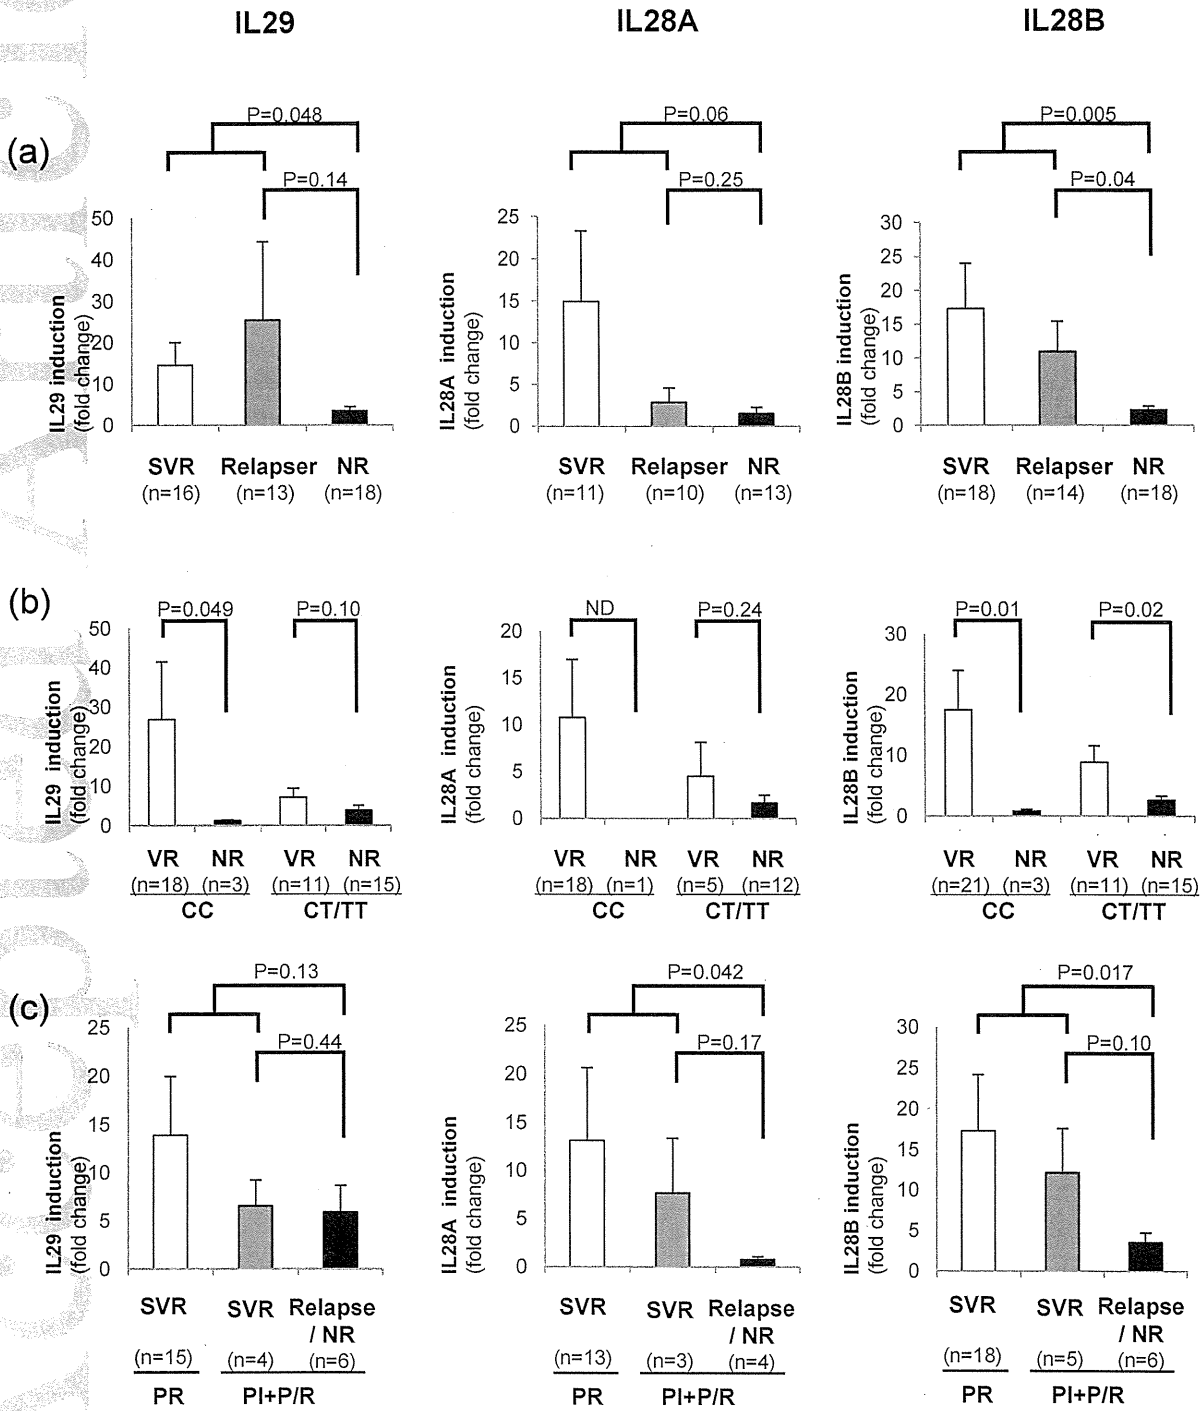 IL29 IL28A IL28B
(a)
P=0.048 P=0.06 P=0.005
P=0.14 P=0.25 P=0.04
IL29 induction
(fold change)
50
40
30
20
10
0
SVR Relapser NR
(n=16) (n=13) (n=18)
IL28A induction
(fold change)
25
20
15
10
5
0
SVR Relapser NR
(n=11) (n=10) (n=13)
IL28B induction
(fold change)
30
25
20
15
10
5
0
SVR Relapser NR
(n=18) (n=14) (n=18)
(b)
P=0.049 P=0.10 ND P=0.24 P=0.01 P=0.02
IL29 induction
(fold change)
50
40
30
20
10
0
VR NR VR NR
(n=18) (n=3) (n=11) (n=15)
CC CT/TT
IL28A induction
(fold change)
20
15
10
5
0
VR NR VR NR
(n=18) (n=1) (n=5) (n=12)
CC CT/TT
IL28B induction
(fold change)
30
20
10
0
VR NR VR NR
(n=21) (n=3) (n=11) (n=15)
CC CT/TT
(c)
P=0.13 P=0.042 P=0.017
P=0.44 P=0.17 P=0.10
IL29 induction
(fold change)
25
20
15
10
5
0
SVR SVR Relapse
/ NR
(n=15) (n=4) (n=6)
PR PI+P/R
IL28A induction
(fold change)
25
20
15
10
5
0
SVR SVR Relapse
/ NR
(n=13) (n=3) (n=4)
PR PI+P/R
IL28B induction
(fold change)
30
25
20
15
10
5
0
SVR SVR Relapse
/ NR
(n=18) (n=5) (n=6)
PR PI+P/R
Accepted Article